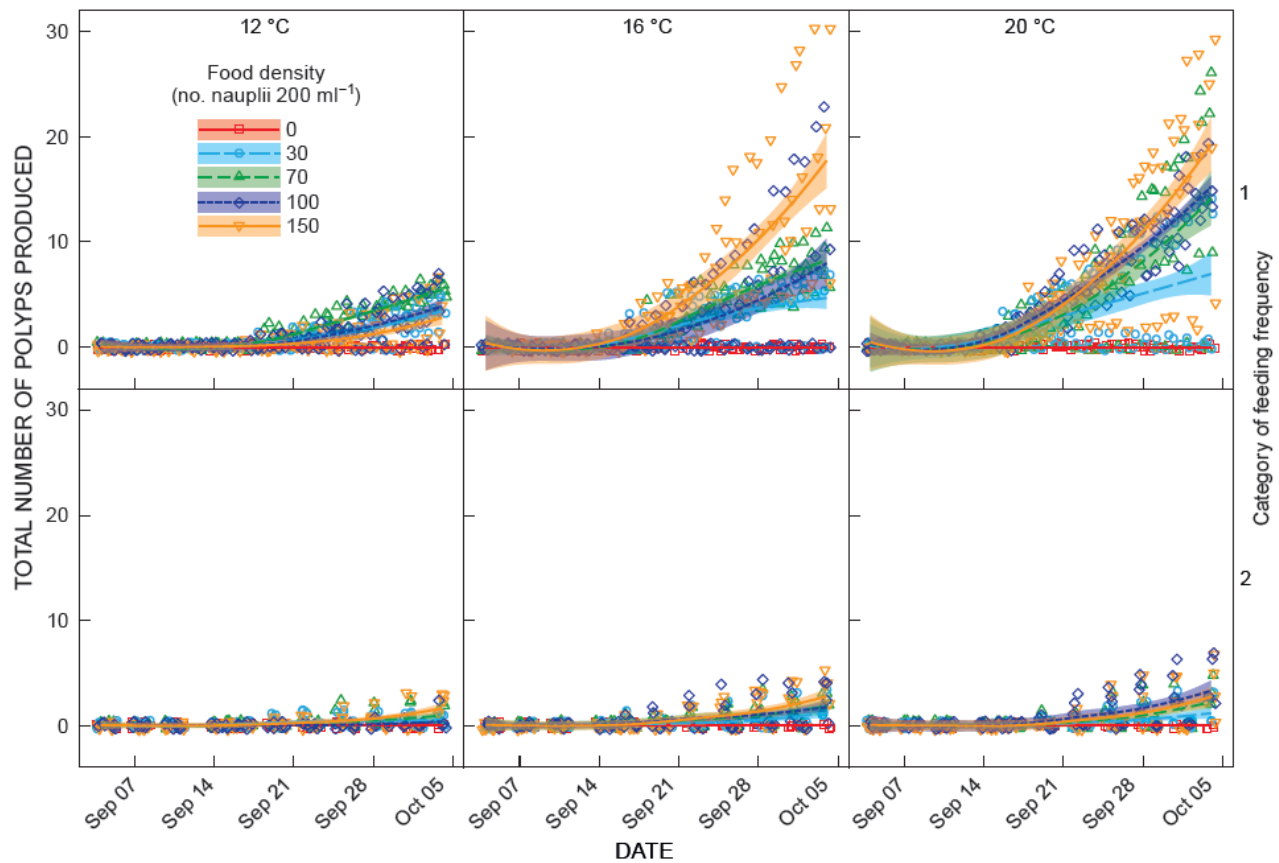 12 °C
16 °C
20 °C
Food density
(no. nauplii 200 ml⁻¹)
0
30
70
100
150
30
20
10
0
30
20
10
0
TOTAL NUMBER OF POLYPS PRODUCED
1
2
Category of feeding frequency
Sep 07
Sep 14
Sep 21
Sep 28
Oct 05
Sep 07
Sep 14
Sep 21
Sep 28
Oct 05
Sep 07
Sep 14
Sep 21
Sep 28
Oct 05
DATE